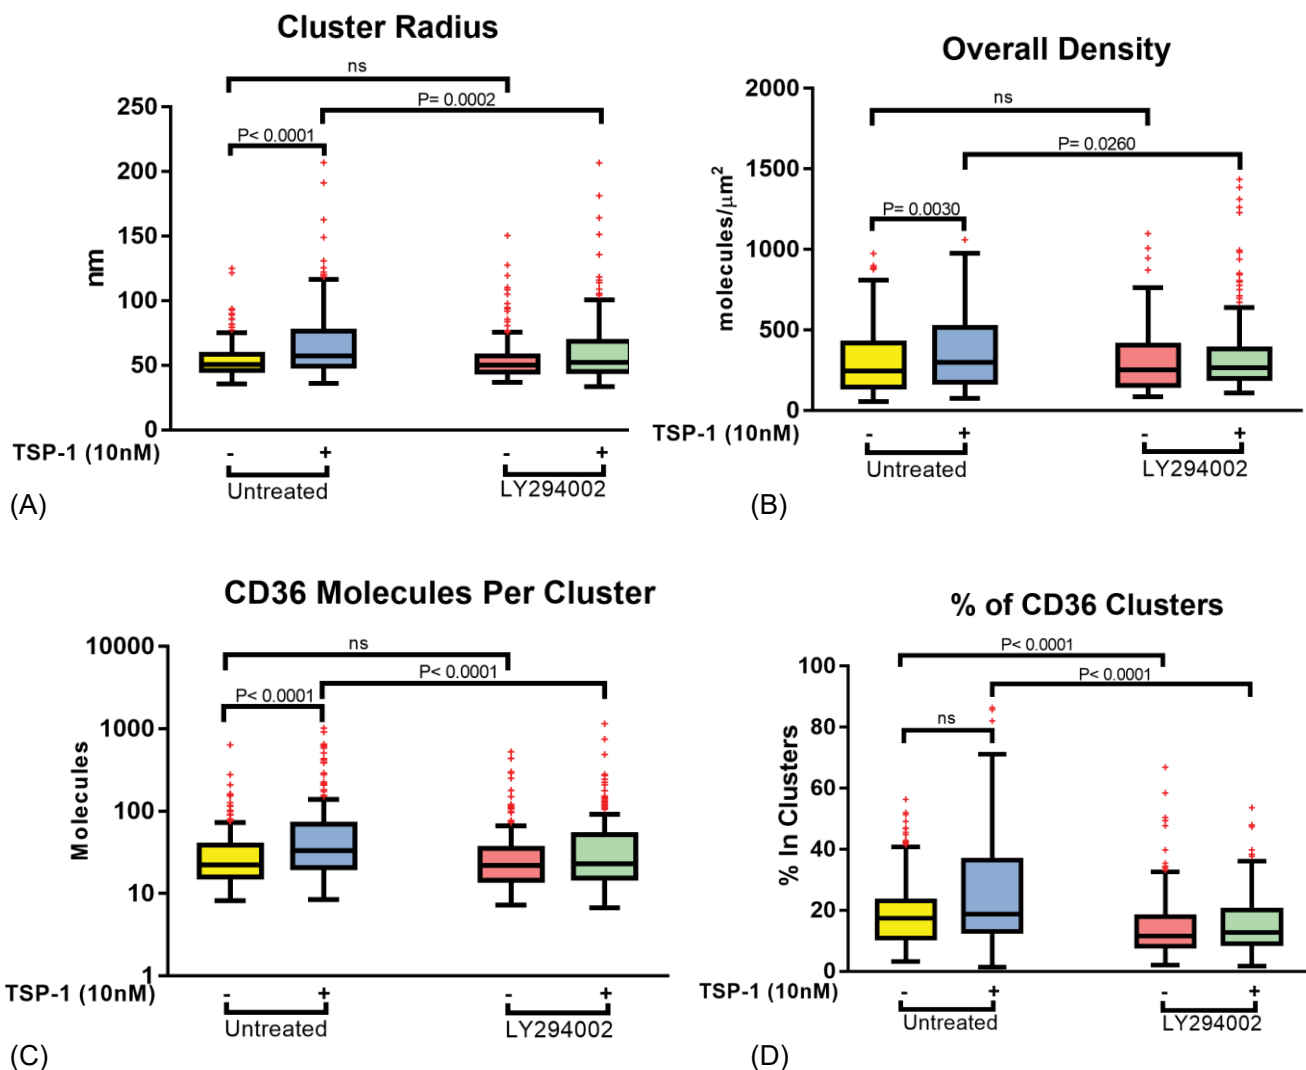 Cluster Radius
ns
P= 0.0002
P< 0.0001
250
200
150
100
50
0
nm
TSP-1 (10nM)
- + - +
Untreated LY294002
(A)
Overall Density
ns
P= 0.0260
P= 0.0030
2000
1500
1000
500
0
molecules/μm²
TSP-1 (10nM)
- + - +
Untreated LY294002
(B)
CD36 Molecules Per Cluster
ns
P< 0.0001
P< 0.0001
10000
1000
100
10
1
Molecules
TSP-1 (10nM)
- + - +
Untreated LY294002
(C)
% of CD36 Clusters
P< 0.0001
P< 0.0001
ns
100
80
60
40
20
0
% In Clusters
TSP-1 (10nM)
- + - +
Untreated LY294002
(D)